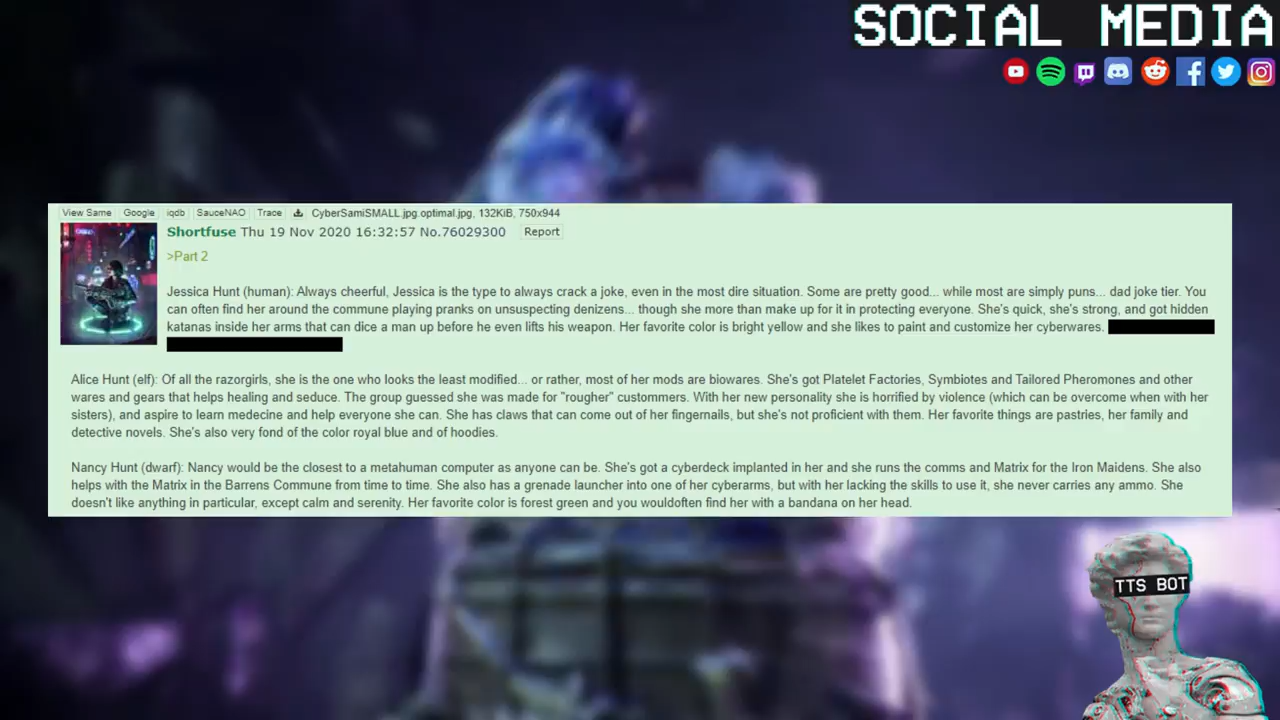 SOCIAL MEDIA
View Same Google iqdb SauceNAO Trace CyberSamiSMALL.jpg.optimal.jpg, 132KiB, 750x944
Shortfuse Thu 19 Nov 2020 16:32:57 No.76029300 Report
>Part 2
Jessica Hunt (human): Always cheerful, Jessica is the type to always crack a joke, even in the most dire situation. Some are pretty good... while most are simply puns... dad joke tier. You
can often find her around the commune playing pranks on unsuspecting denizens... though she more than make up for it in protecting everyone. She's quick, she's strong, and got hidden
katanas inside her arms that can dice a man up before he even lifts his weapon. Her favorite color is bright yellow and she likes to paint and customize her cyberwares.
Alice Hunt (elf): Of all the razorgirls, she is the one who looks the least modified... or rather, most of her mods are biowares. She's got Platelet Factories, Symbiotes and Tailored Pheromones and other
wares and gears that helps healing and seduce. The group guessed she was made for "rougher" custommers. With her new personality she is horrified by violence (which can be overcome when with her
sisters), and aspire to learn medecine and help everyone she can. She has claws that can come out of her fingernails, but she's not proficient with them. Her favorite things are pastries, her family and
detective novels. She's also very fond of the color royal blue and of hoodies.
Nancy Hunt (dwarf): Nancy would be the closest to a metahuman computer as anyone can be. She's got a cyberdeck implanted in her and she runs the comms and Matrix for the Iron Maidens. She also
helps with the Matrix in the Barrens Commune from time to time. She also has a grenade launcher into one of her cyberarms, but with her lacking the skills to use it, she never carries any ammo. She
doesn't like anything in particular, except calm and serenity. Her favorite color is forest green and you wouldoften find her with a bandana on her head.
TTS BOT